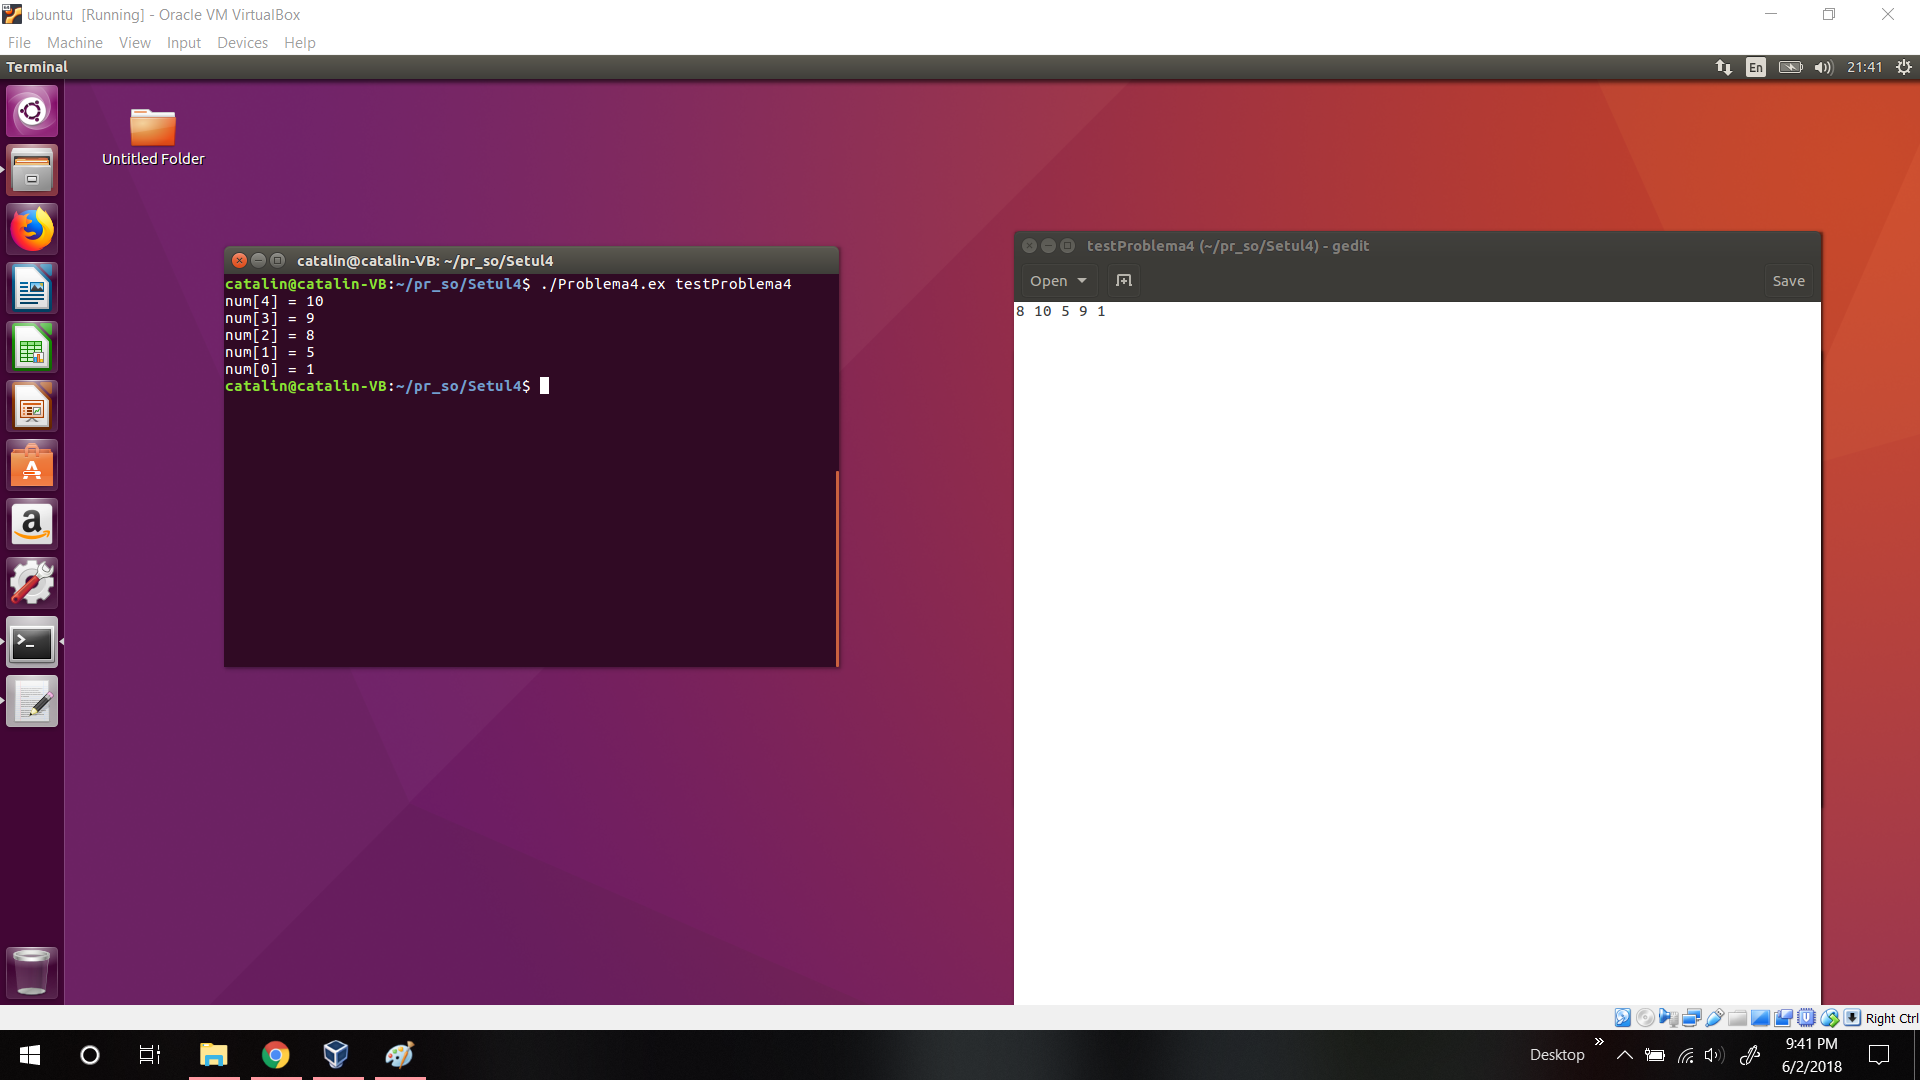 ubuntu [Running] - Oracle VM VirtualBox
File Machine View Input Devices Help
Terminal
En
21:41
Untitled Folder
catalin@catalin-VB: ~/pr_so/Setul4
catalin@catalin-VB:~/pr_so/Setul4$ ./Problema4.ex testProblema4
num[4] = 10
num[3] = 9
num[2] = 8
num[1] = 5
num[0] = 1
catalin@catalin-VB:~/pr_so/Setul4$
testProblema4 (~/pr_so/Setul4) - gedit
Open
Save
8 10 5 9 1
Right Ctrl
Desktop
9:41 PM
6/2/2018